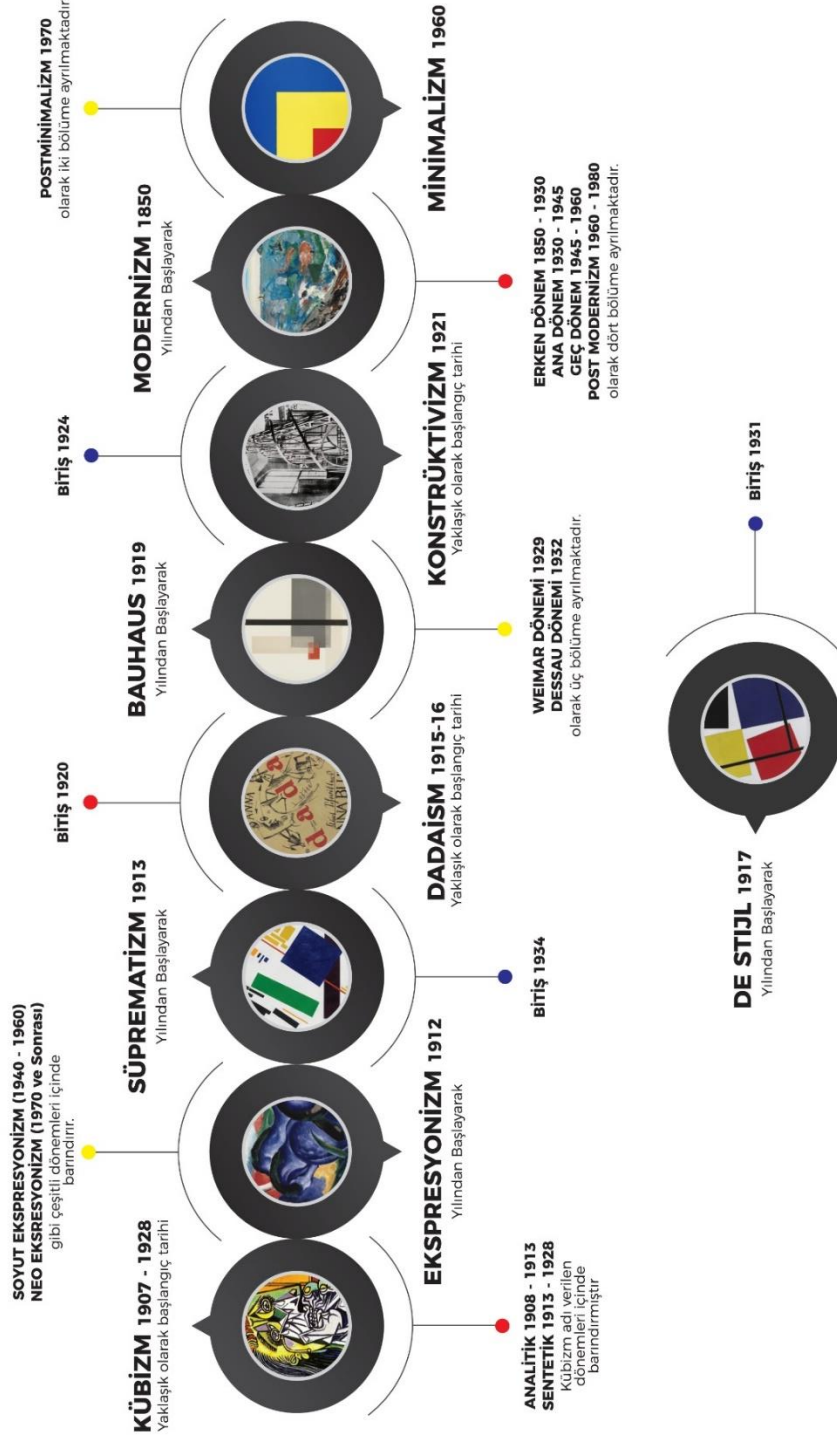 KÜBİZM 1907 - 1928
Yaklaşık olarak başlangıç tarihi
ANALİTİK 1908 - 1913
SENTETİK 1913 - 1928
Kübizm adı verilen
dönemleri içinde
barındırmıştır
SOYUT EKSPRESYONİZM (1940 - 1960)
NEO EKSRESYONİZM (1970 ve Sonrası)
gibi çeşitli dönemleri içinde
barındırır.
EKSPRESYONİZM 1912
Yılından Başlayarak
SÜPREMATİZM 1913
Yılından Başlayarak
BİTİŞ 1934
BİTİŞ 1920
DADAİSM 1915-16
Yaklaşık olarak başlangıç tarihi
BAUHAUS 1919
Yılından Başlayarak
WEIMAR DÖNEMİ 1929
DESSAU DÖNEMİ 1932
olarak üç bölüme ayrılmaktadır.
BİTİŞ 1924
KONSTRÜKTİVİZM 1921
Yaklaşık olarak başlangıç tarihi
MODERNİZM 1850
Yılından Başlayarak
ERKEN DÖNEM 1850 - 1930
ANA DÖNEM 1930 - 1945
GEÇ DÖNEM 1945 - 1960
POST MODERNİZM 1960 - 1980
olarak dört bölüme ayrılmaktadır.
POSTMİNİMALİZM 1970
olarak iki bölüme ayrılmaktadır
MİNİMALİZM 1960
DE STIJL 1917
Yılından Başlayarak
BİTİŞ 1931